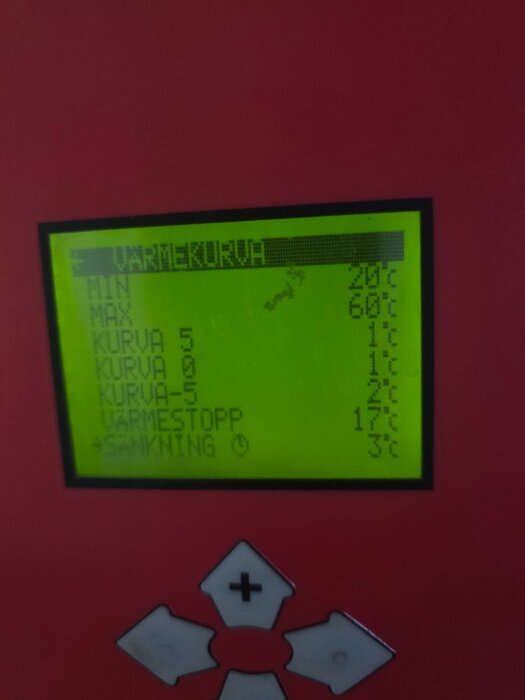 VÄRMEKURVA
MIN 20°C
MAX 60°C
KURVA 5 1°C
KURVA 0 1°C
KURVA-5 2°C
VÄRMESTOPP 17°C
SÄNKNING 3°C
+